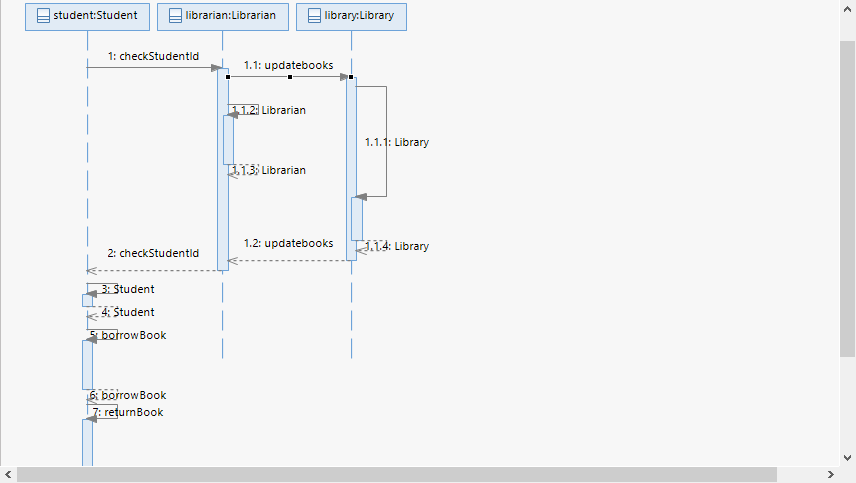 student:Student
librarian:Librarian
library:Library
1: checkStudentId
1.1: updatebooks
1.1.2: Librarian
1.1.1: Library
1.1.3: Librarian
1.2: updatebooks
1.1.4: Library
2: checkStudentId
3: Student
4: Student
5: borrowBook
6: borrowBook
7: returnBook